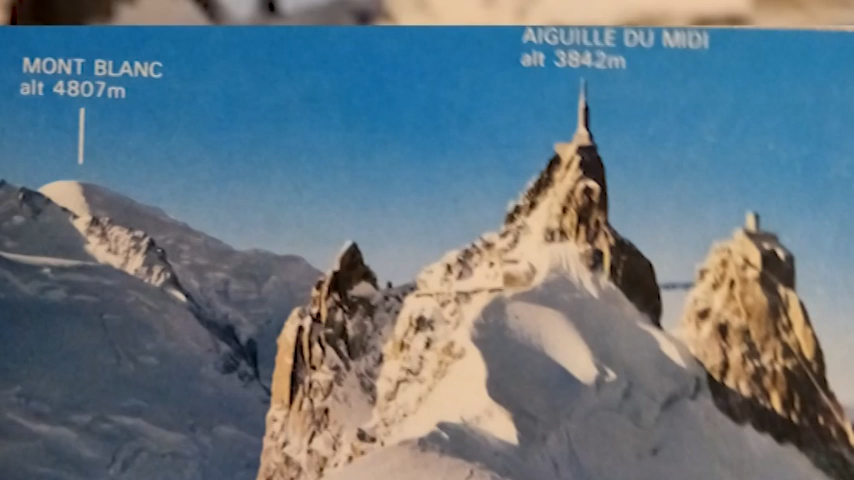 MONT BLANC
alt 4807m
AIGUILLE DU MIDI
alt 3842m